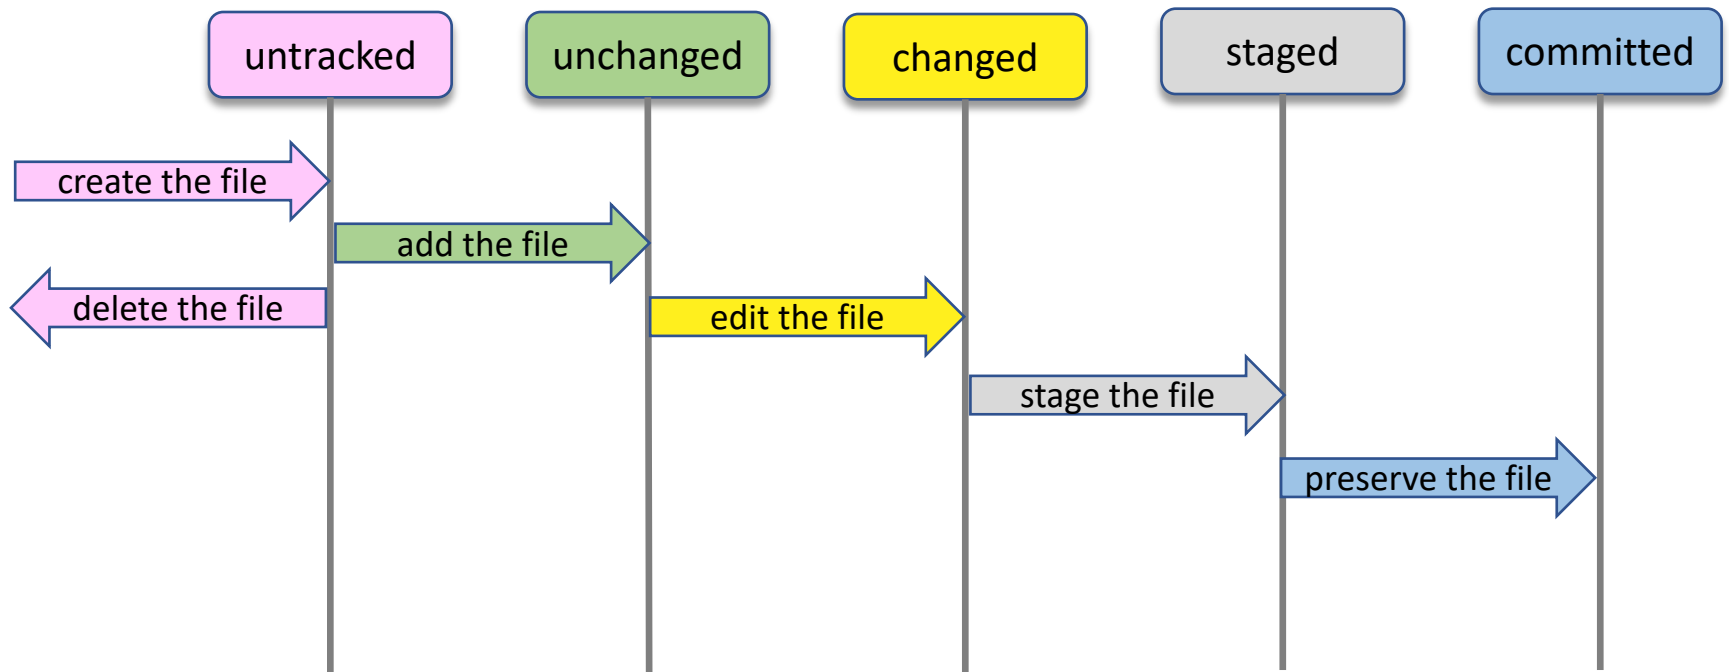 untracked
unchanged
changed
staged
committed
create the file
add the file
delete the file
edit the file
stage the file
preserve the file